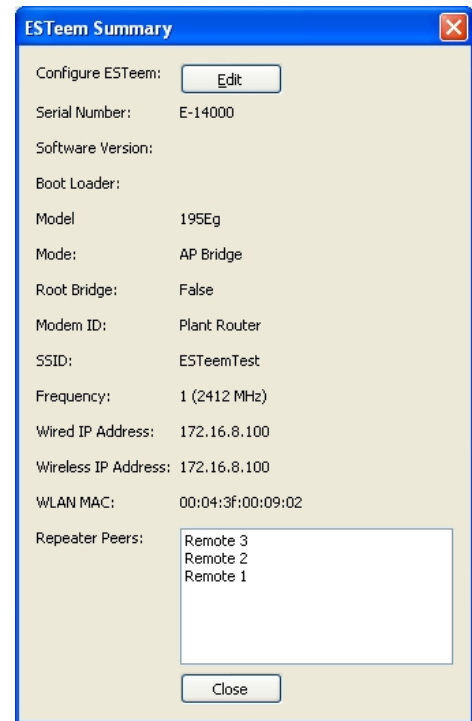 ESTeem Summary
Configure ESTeem: Edit
Serial Number: E-14000
Software Version:
Boot Loader:
Model 195Eg
Mode: AP Bridge
Root Bridge: False
Modem ID: Plant Router
SSID: ESTeemTest
Frequency: 1 (2412 MHz)
Wired IP Address: 172.16.8.100
Wireless IP Address: 172.16.8.100
WLAN MAC: 00:04:3f:00:09:02
Repeater Peers: Remote 3
Remote 2
Remote 1
Close